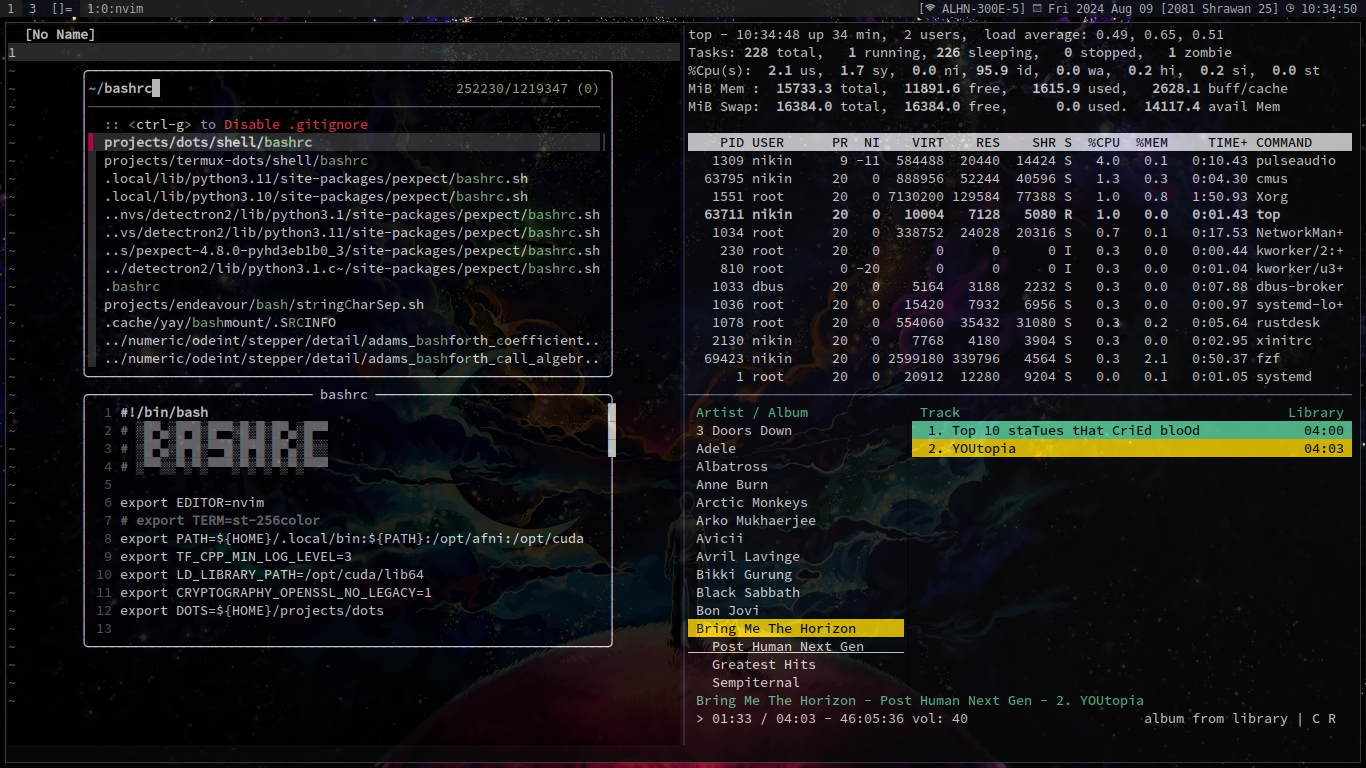 1 3 []= 1:0:nvim [ ALHN-300E-5] Fri 2024 Aug 09 [2081 Shrawan 25] 10:34:50
[No Name]
1
~/bashrc 252230/1219347 (0)
:: <ctrl-g> to Disable .gitignore
projects/dots/shell/bashrc
projects/termux-dots/shell/bashrc
.local/lib/python3.11/site-packages/pexpect/bashrc.sh
.local/lib/python3.10/site-packages/pexpect/bashrc.sh
..nvs/detectron2/lib/python3.1/site-packages/pexpect/bashrc.sh
..vs/detectron2/lib/python3.11/site-packages/pexpect/bashrc.sh
..s/pexpect-4.8.0-pyhd3eb1b0_3/site-packages/pexpect/bashrc.sh
../detectron2/lib/python3.1.c~/site-packages/pexpect/bashrc.sh
.bashrc
projects/endeavour/bash/stringCharSep.sh
.cache/yay/bashmount/.SRCINFO
../numeric/odeint/stepper/detail/adams_bashforth_coefficient..
../numeric/odeint/stepper/detail/adams_bashforth_call_algebr..
bashrc
1 #!/bin/bash
2 # BASHRC
3 #
4 #
5
6 export EDITOR=nvim
7 # export TERM=st-256color
8 export PATH=${HOME}/.local/bin:${PATH}:/opt/afni:/opt/cuda
9 export TF_CPP_MIN_LOG_LEVEL=3
10 export LD_LIBRARY_PATH=/opt/cuda/lib64
11 export CRYPTOGRAPHY_OPENSSL_NO_LEGACY=1
12 export DOTS=${HOME}/projects/dots
13
top - 10:34:48 up 34 min, 2 users, load average: 0.49, 0.65, 0.51
Tasks: 228 total, 1 running, 226 sleeping, 0 stopped, 1 zombie
%Cpu(s): 2.1 us, 1.7 sy, 0.0 ni, 95.9 id, 0.0 wa, 0.2 hi, 0.2 si, 0.0 st
MiB Mem : 15733.3 total, 11891.6 free, 1615.9 used, 2628.1 buff/cache
MiB Swap: 16384.0 total, 16384.0 free, 0.0 used. 14117.4 avail Mem
PID USER PR NI VIRT RES SHR S %CPU %MEM TIME+ COMMAND
1309 nikin 9 -11 584488 20440 14424 S 4.0 0.1 0:10.43 pulseaudio
63795 nikin 20 0 888956 52244 40596 S 1.3 0.3 0:04.30 cmus
1551 root 20 0 7130200 129584 77388 S 1.0 0.8 1:50.93 Xorg
63711 nikin 20 0 10004 7128 5080 R 1.0 0.0 0:01.43 top
1034 root 20 0 338752 24028 20316 S 0.7 0.1 0:17.53 NetworkMan+
230 root 20 0 0 0 0 I 0.3 0.0 0:00.44 kworker/2:+
810 root 0 -20 0 0 0 I 0.3 0.0 0:01.04 kworker/u3+
1033 dbus 20 0 5164 3188 2232 S 0.3 0.0 0:07.88 dbus-broker
1036 root 20 0 15420 7932 6956 S 0.3 0.0 0:00.97 systemd-lo+
1078 root 20 0 554060 35432 31080 S 0.3 0.2 0:05.64 rustdesk
2130 nikin 20 0 7768 4180 3904 S 0.3 0.0 0:02.95 xinitrc
69423 nikin 20 0 2599180 339796 4564 S 0.3 2.1 0:50.37 fzf
1 root 20 0 20912 12280 9204 S 0.0 0.1 0:01.05 systemd
Artist / Album Track Library
3 Doors Down 1. Top 10 staTues tHat CriEd bloOd 04:00
Adele 2. YOUtopia 04:03
Albatross
Anne Burn
Arctic Monkeys
Arko Mukhaerjee
Avicii
Avril Lavinge
Bikki Gurung
Black Sabbath
Bon Jovi
Bring Me The Horizon
Post Human Next Gen
Greatest Hits
Sempiternal
Bring Me The Horizon - Post Human Next Gen - 2. YOUtopia
> 01:33 / 04:03 - 46:05:36 vol: 40 album from library | C R